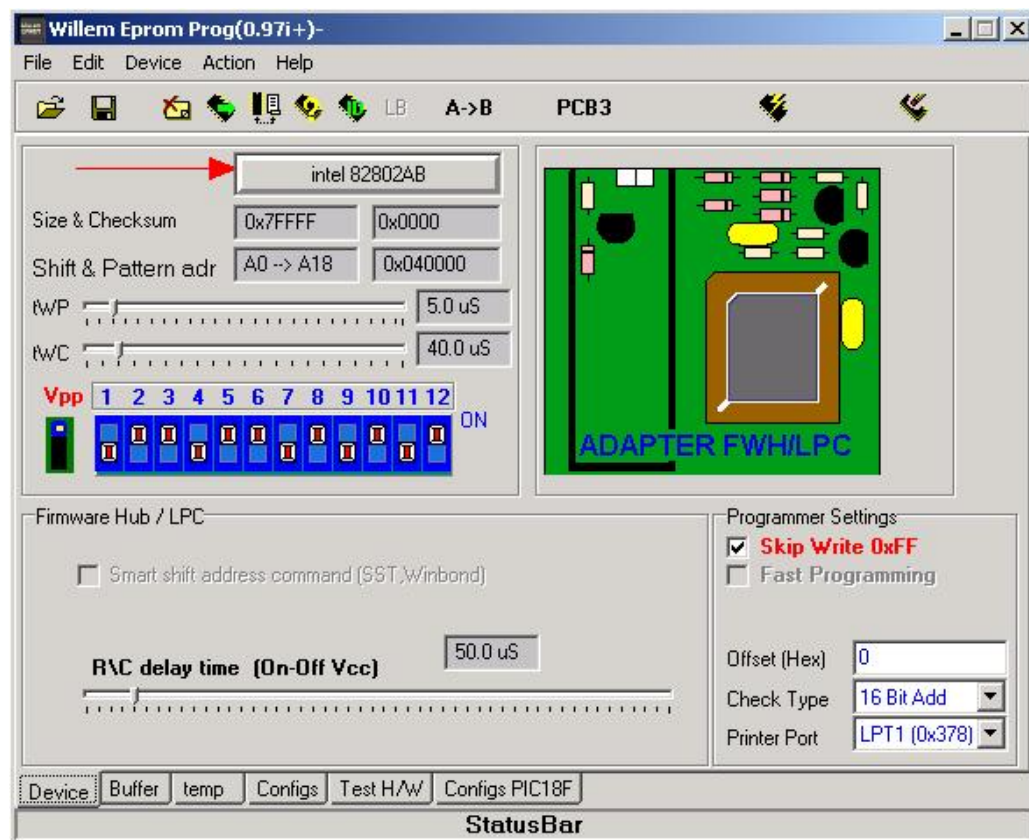 Willem Eprom Prog(0.97i+)-
File Edit Device Action Help
LB A->B PCB3
intel 82802AB
Size & Checksum 0x7FFFF 0x0000
Shift & Pattern adr A0 --> A18 0x040000
tWP 5.0 uS
tWC 40.0 uS
Vpp 1 2 3 4 5 6 7 8 9 10 11 12
ON
ADAPTER FWH/LPC
Firmware Hub / LPC
Smart shift address command (SST,Winbond)
R\C delay time (On-Off Vcc) 50.0 uS
Programmer Settings
Skip Write 0xFF
Fast Programming
Offset (Hex) 0
Check Type 16 Bit Add
Printer Port LPT1 (0x378)
Device Buffer temp Configs Test H/W Configs PIC18F
StatusBar